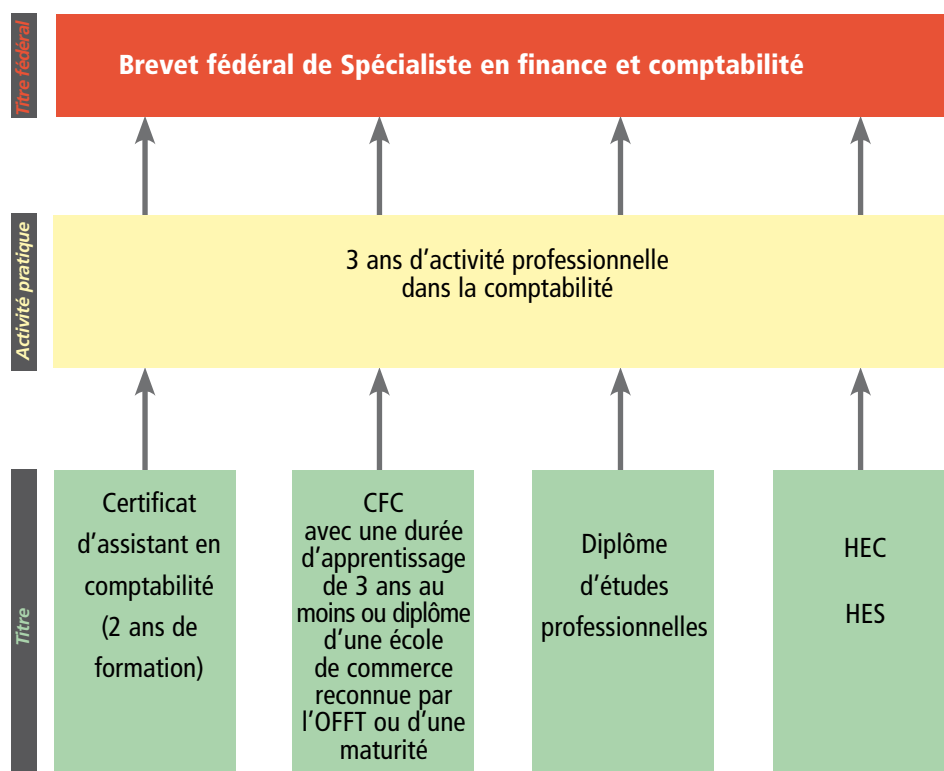 Titre fédéral
Brevet fédéral de Spécialiste en finance et comptabilité
Activité pratique
3 ans d'activité professionnelle
dans la comptabilité
Titre
Certificat
d'assistant en
comptabilité
(2 ans de
formation)
CFC
avec une durée
d'apprentissage
de 3 ans au
moins ou diplôme
d'une école
de commerce
reconnue par
l'OFFT ou d'une
maturité
Diplôme
d'études
professionnelles
HEC
HES